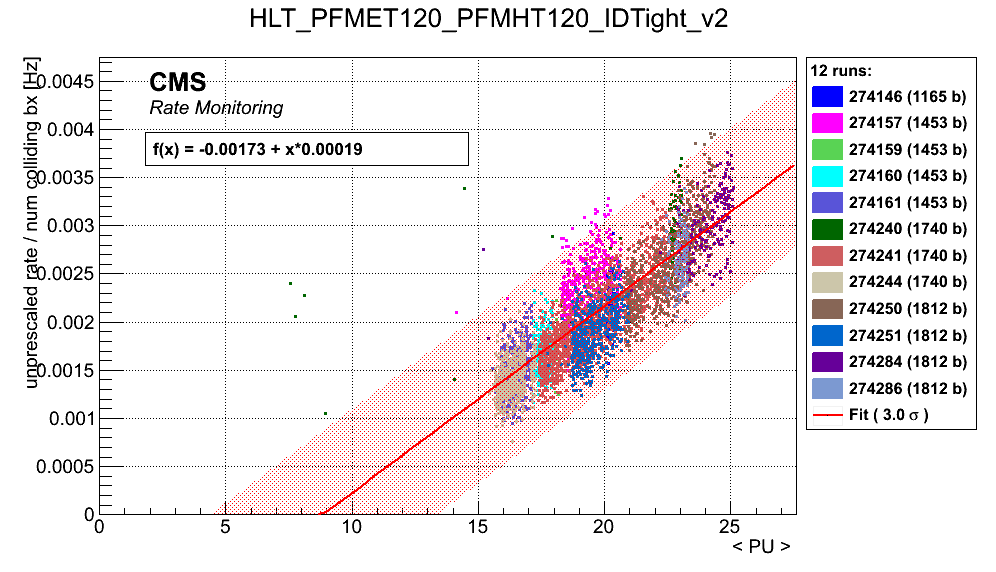 HLT_PFMET120_PFMHT120_IDTight_v2
unprescaled rate / num colliding bx [Hz]
0.0045
0.004
0.0035
0.003
0.0025
0.002
0.0015
0.001
0.0005
0
CMS
Rate Monitoring
f(x) = -0.00173 + x*0.00019
0 5 10 15 20 25
< PU >
12 runs:
274146 (1165 b)
274157 (1453 b)
274159 (1453 b)
274160 (1453 b)
274161 (1453 b)
274240 (1740 b)
274241 (1740 b)
274244 (1740 b)
274250 (1812 b)
274251 (1812 b)
274284 (1812 b)
274286 (1812 b)
Fit ( 3.0 σ )